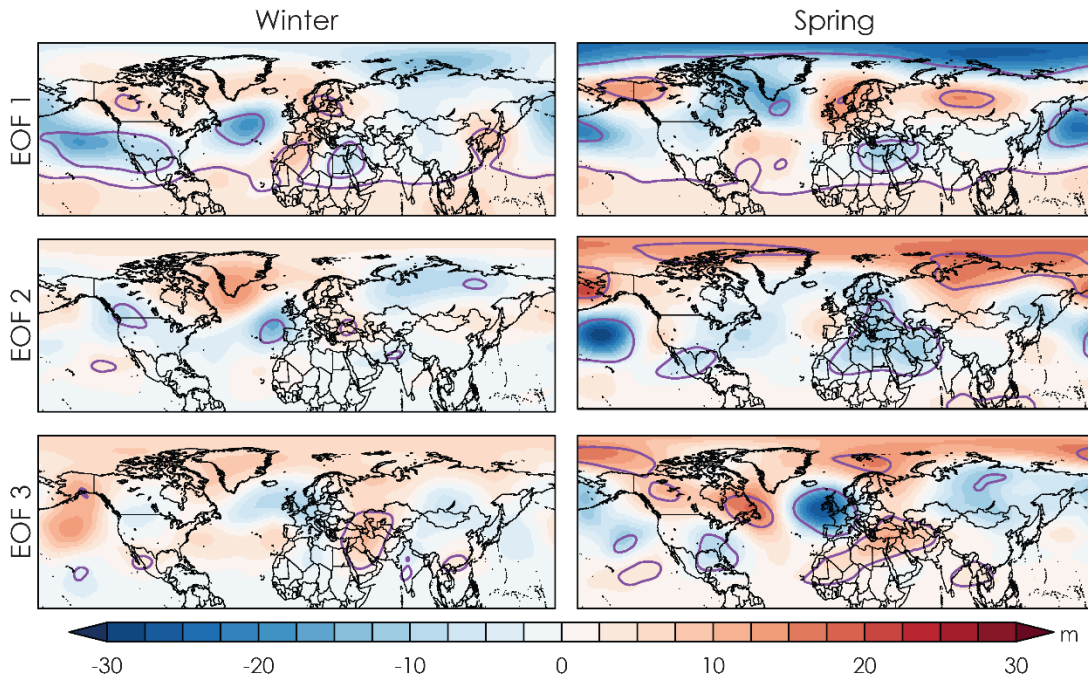 Winter Spring
EOF 1
EOF 2
EOF 3
-30 -20 -10 0 10 20 30 m